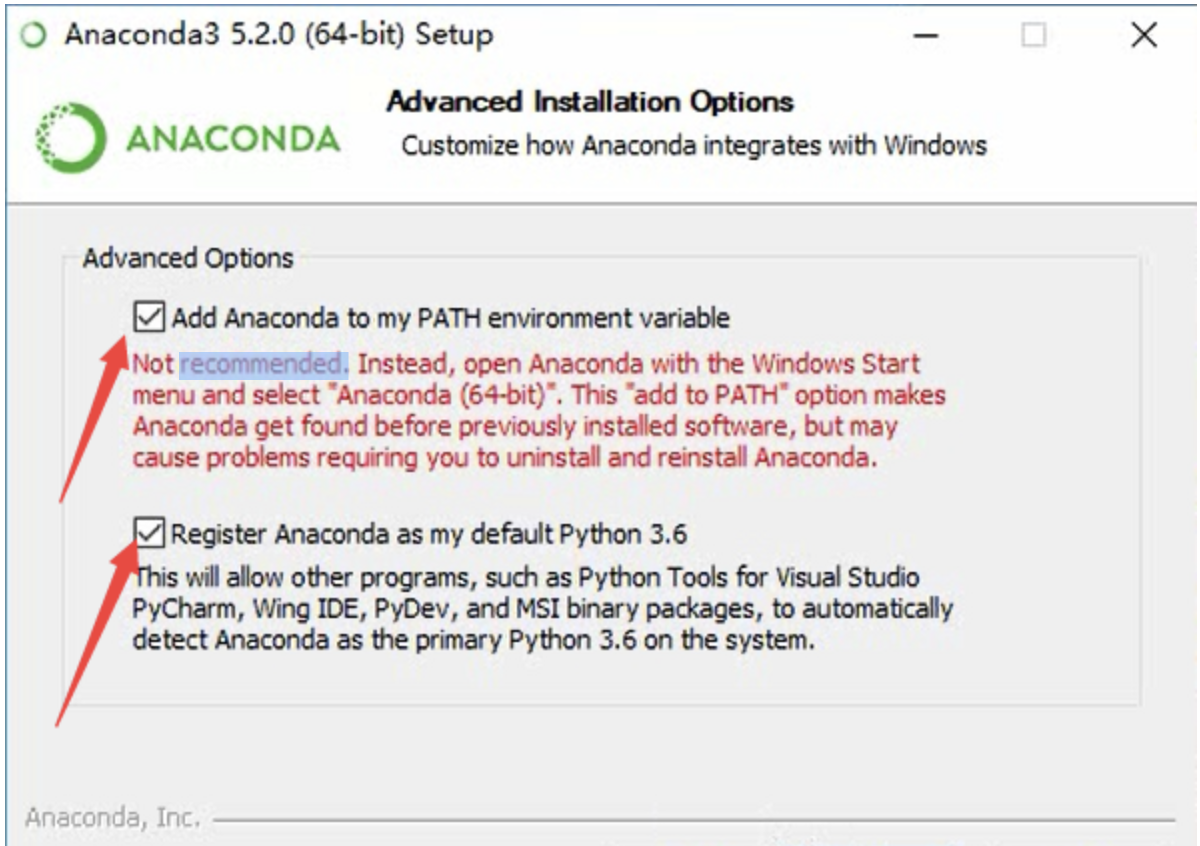 Anaconda3 5.2.0 (64-bit) Setup
ANACONDA
Advanced Installation Options
Customize how Anaconda integrates with Windows
Advanced Options
Add Anaconda to my PATH environment variable
Not recommended. Instead, open Anaconda with the Windows Start
menu and select "Anaconda (64-bit)". This "add to PATH" option makes
Anaconda get found before previously installed software, but may
cause problems requiring you to uninstall and reinstall Anaconda.
Register Anaconda as my default Python 3.6
This will allow other programs, such as Python Tools for Visual Studio
PyCharm, Wing IDE, PyDev, and MSI binary packages, to automatically
detect Anaconda as the primary Python 3.6 on the system.
Anaconda, Inc.